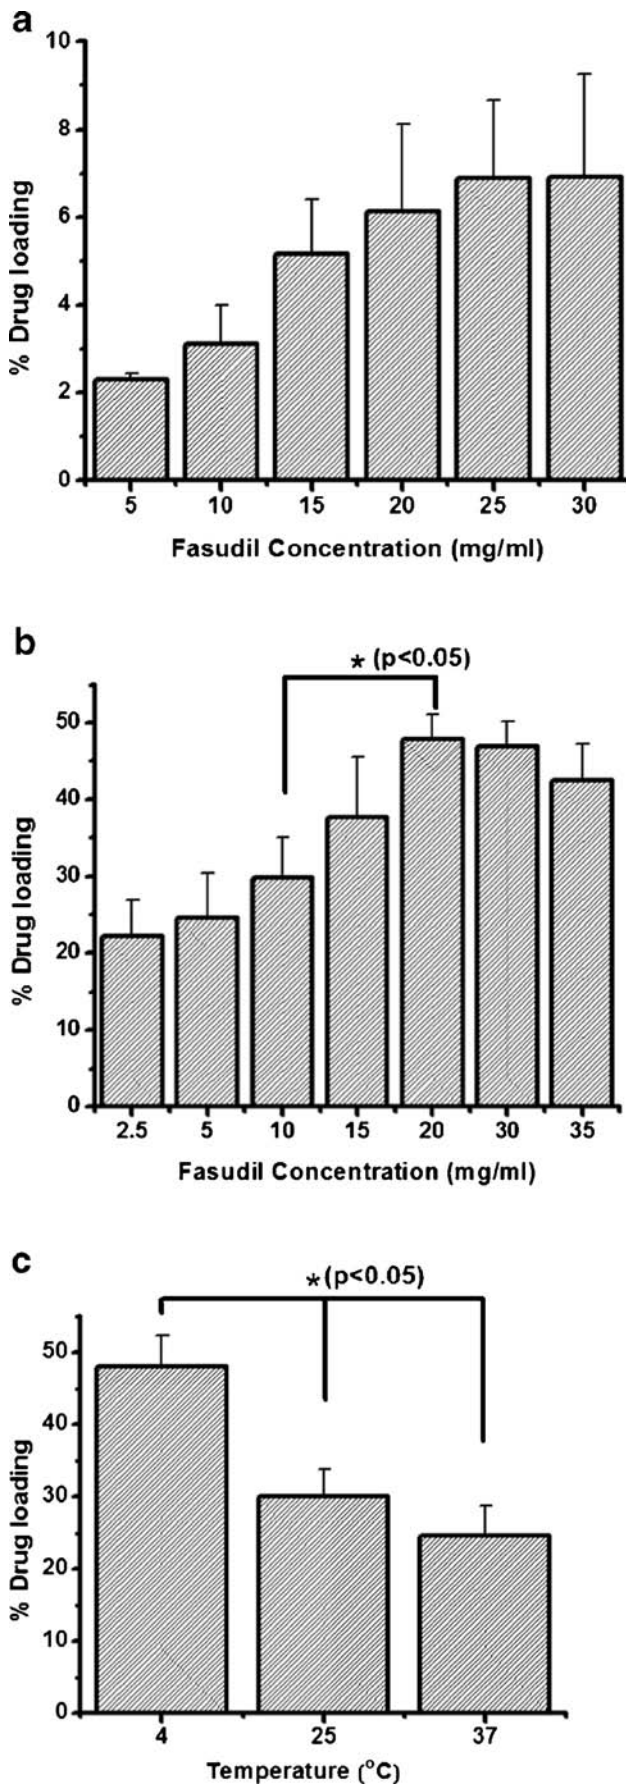 a
10
8
6
4
2
0
% Drug loading
5 10 15 20 25 30
Fasudil Concentration (mg/ml)
b
* (p<0.05)
50
40
30
20
10
0
% Drug loading
2.5 5 10 15 20 30 35
Fasudil Concentration (mg/ml)
c
* (p<0.05)
50
40
30
20
10
0
% Drug loading
4 25 37
Temperature (°C)